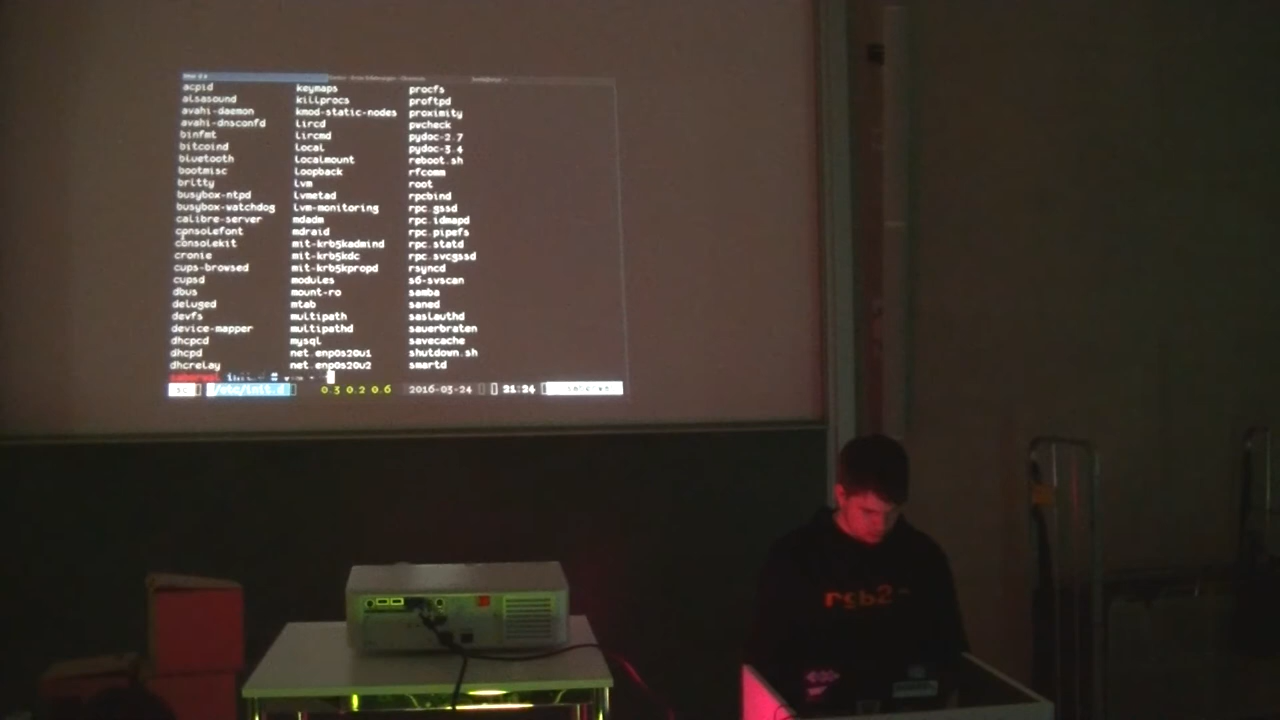 acpid keymaps procfs
alsasound killprocs proftpd
avahi-daemon kmod-static-nodes proximity
avahi-dnsconfd lircd pvcheck
binfmt lircmd pydoc-2.7
bitcoind local pydoc-3.4
bluetooth localmount reboot.sh
bootmisc loopback rfcomm
brltty lvm root
busybox-ntpd lvmetad rpcbind
busybox-watchdog lvm-monitoring rpc.gssd
calibre-server mdadm rpc.idmapd
consolefont mdraid rpc.pipefs
consolekit mit-krb5kadmind rpc.statd
cronie mit-krb5kdc rpc.svcgssd
cups-browsed mit-krb5kpropd rsyncd
cupsd modules s6-svscan
dbus mount-ro samba
deluged mtab saned
devfs multipath saslauthd
device-mapper multipathd sauerbraten
dhcpcd mysql savecache
dhcpd net.enp0s20u1 shutdown.sh
dhcrelay net.enp0s20u2 smartd
init.d
/etc/init.d 0.3 0.2 0.6 2016-03-24 21:24
rgb2